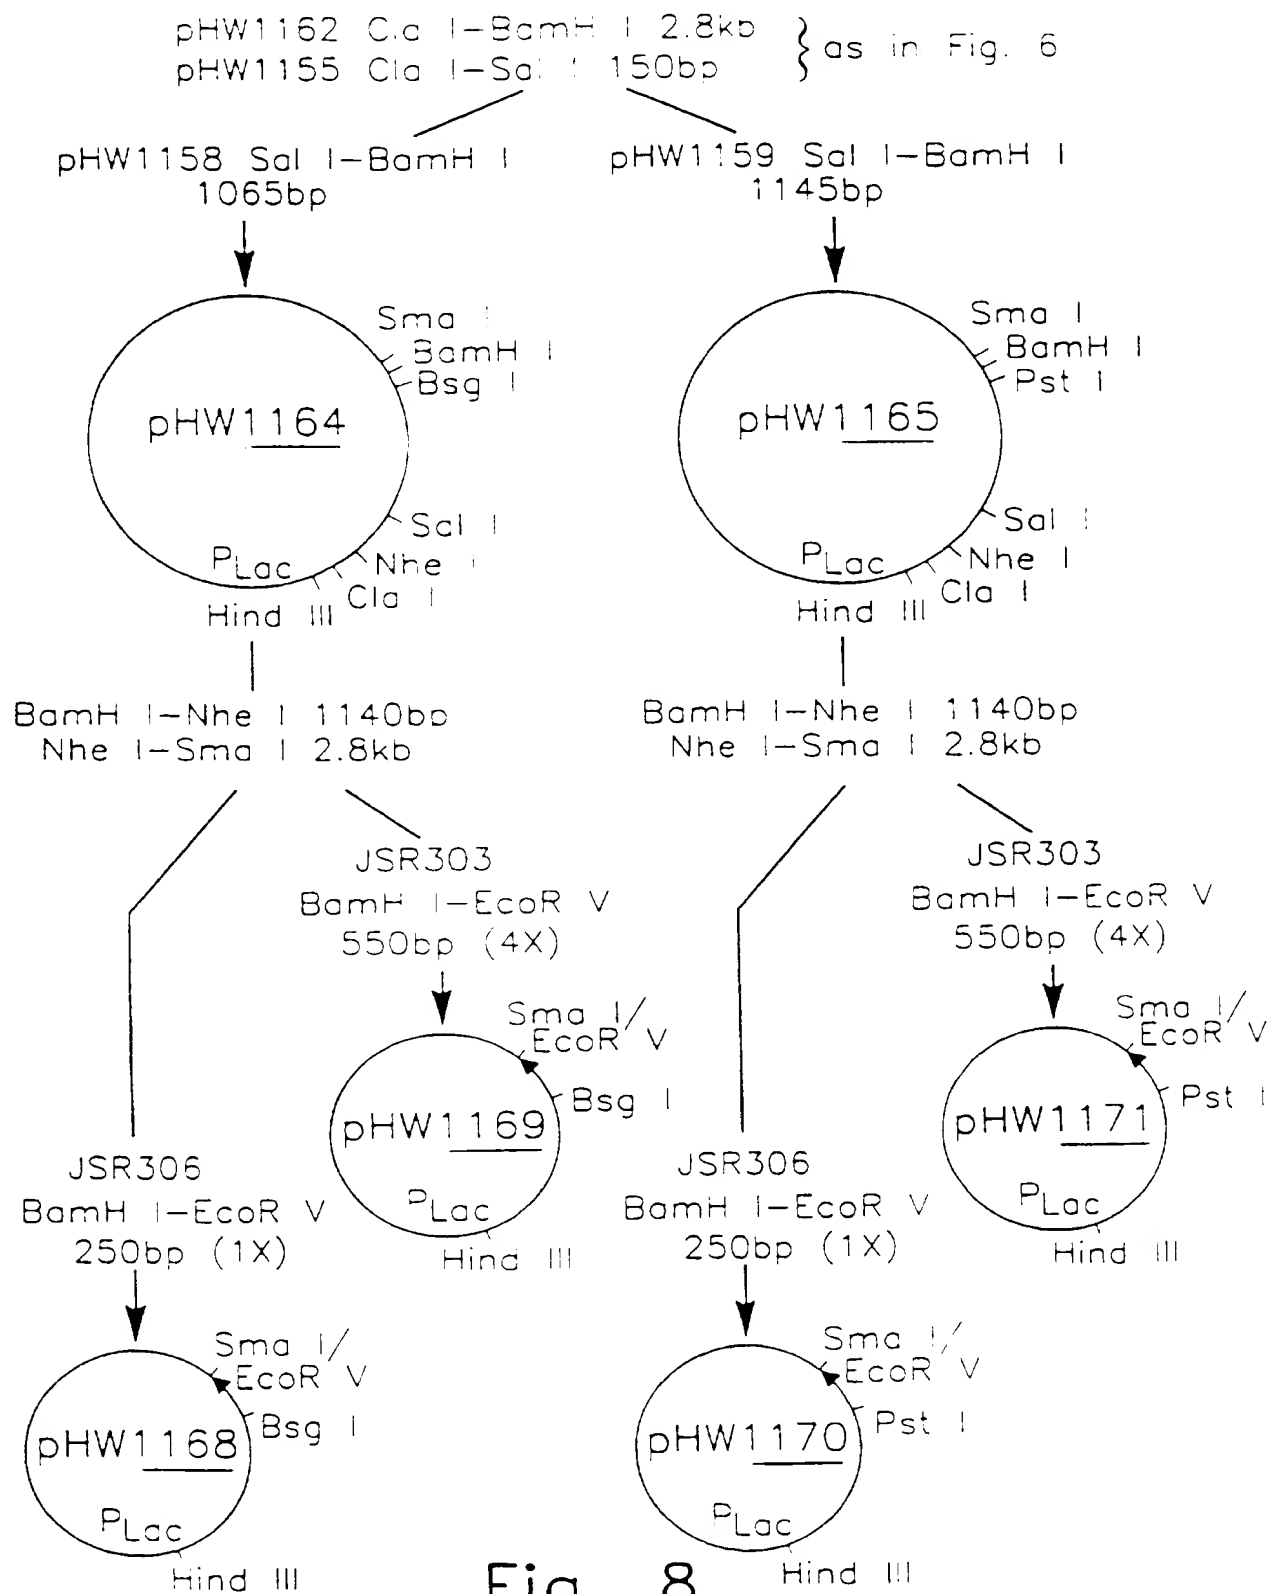 pHW1162 C.a I-BamH I 2.8kb
pHW1155 Cla I-Sal I 150bp
} as in Fig. 6
pHW1158 Sal I-BamH I
1065bp
pHW1159 Sal I-BamH I
1145bp
Sma I
BamH I
Bsg I
pHW1164
Sal I
Nhe I
Cla I
PLac
Hind III
Sma I
BamH I
Pst I
pHW1165
Sal I
Nhe I
Cla I
PLac
Hind III
BamH I-Nhe I 1140bp
Nhe I-Sma I 2.8kb
BamH I-Nhe I 1140bp
Nhe I-Sma I 2.8kb
JSR303
BamH I-EcoR V
550bp (4X)
JSR303
BamH I-EcoR V
550bp (4X)
Sma I/
EcoR V
Bsg I
pHW1169
PLac
Hind III
Sma I/
EcoR V
Pst I
pHW1171
PLac
Hind III
JSR306
BamH I-EcoR V
250bp (1X)
JSR306
BamH I-EcoR V
250bp (1X)
Sma I/
EcoR V
Bsg I
pHW1168
PLac
Hind III
Sma I/
EcoR V
Pst I
pHW1170
PLac
Hind III
Fig. 8